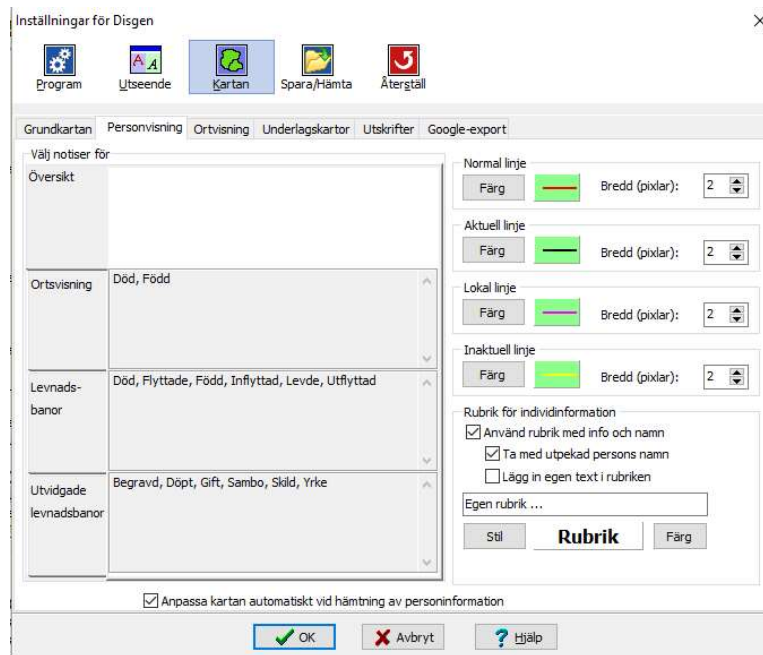 Inställningar för Disgen
Program
Utseende
Kartan
Spara/Hämta
Återställ
Grundkartan
Personvisning
Ortvisning
Underlagskartor
Utskrifter
Google-export
Välj notiser för
Översikt
Ortsvisning
Död, Född
Levnads-
banor
Död, Flyttade, Född, Inflyttad, Levde, Utflyttad
Utvidgade
levnadsbanor
Begravd, Döpt, Gift, Sambo, Skild, Yrke
Normal linje
Färg
Bredd (pixlar):
2
Aktuell linje
Färg
Bredd (pixlar):
2
Lokal linje
Färg
Bredd (pixlar):
2
Inaktuell linje
Färg
Bredd (pixlar):
2
Rubrik för individinformation
Använd rubrik med info och namn
Ta med utpekad persons namn
Lägg in egen text i rubriken
Egen rubrik ...
Stil
Rubrik
Färg
Anpassa kartan automatiskt vid hämtning av personinformation
OK
Avbryt
Hjälp